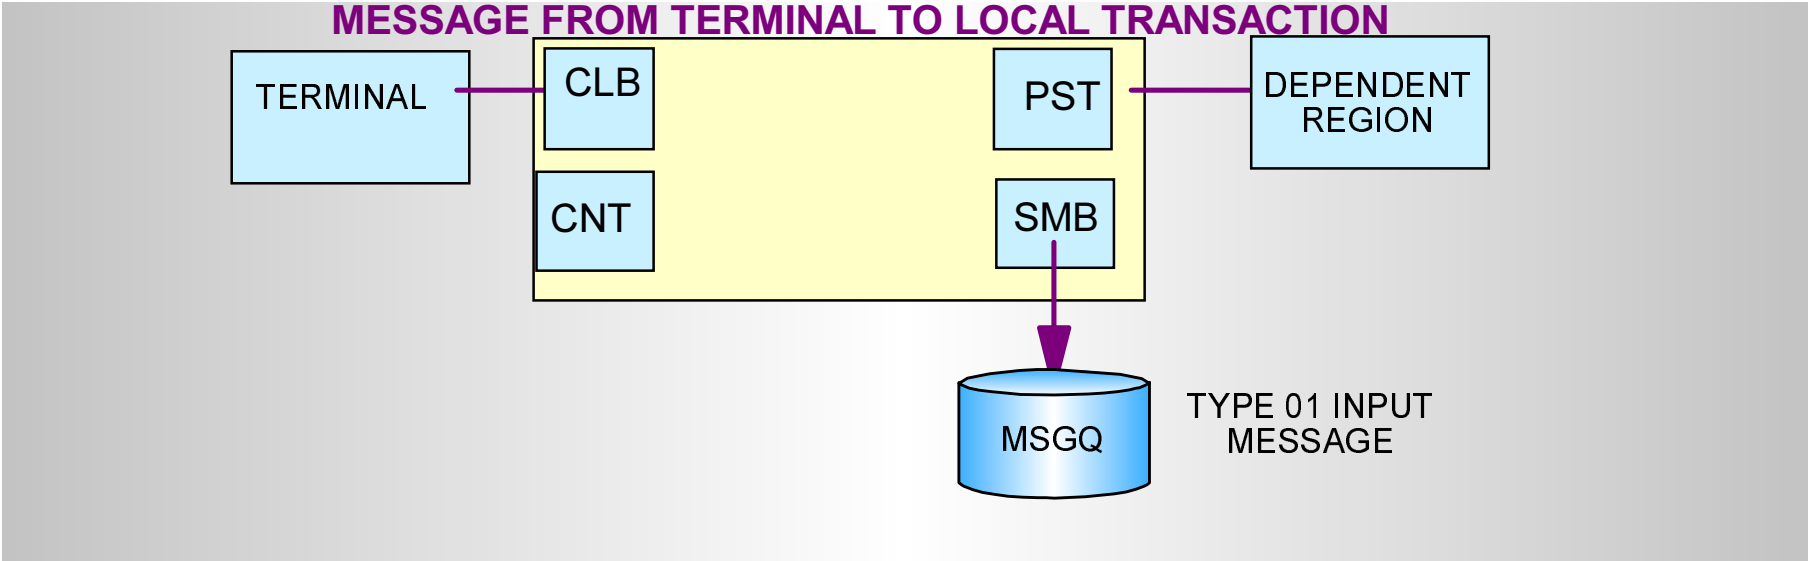 MESSAGE FROM TERMINAL TO LOCAL TRANSACTION
TERMINAL
CLB
PST
DEPENDENT
REGION
CNT
SMB
MSGQ
TYPE 01 INPUT
MESSAGE